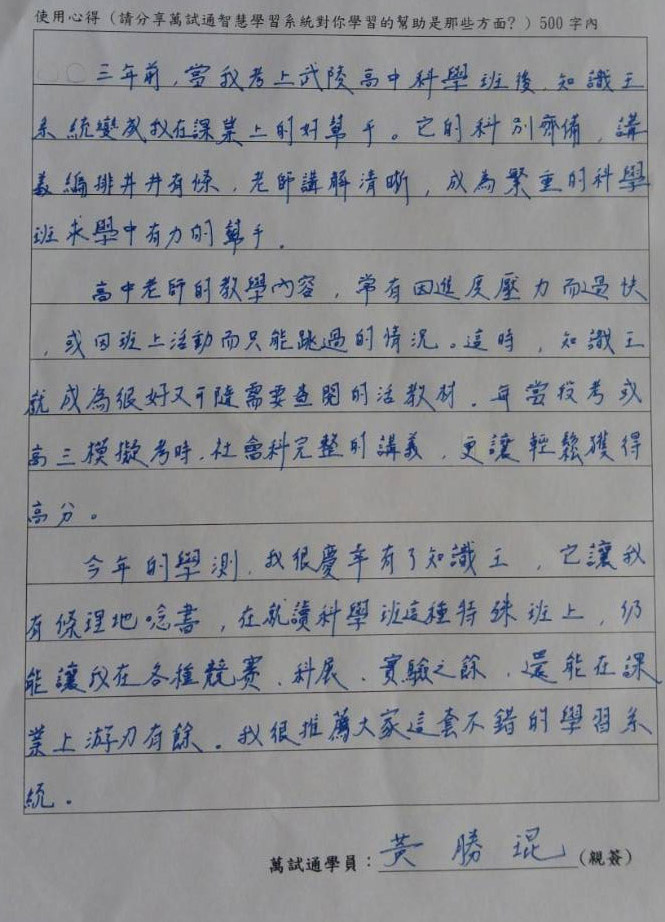 使用心得（請分享萬試通智慧學習系統對你學習的幫助是那些方面？）500字內
三年前，當我考上武陵高中科學班後，知識王
系統變成我在課業上的好幫手。它的科別齊備，講
義編排井井有條，老師講解清晰，成為繁重的科學
班求學中有力的幫手。
高中老師的教學內容，常有因進度壓力而過快
，或因班上活動而只能跳過的情況。這時，知識王
就成為很好又可隨需要查閱的活教材，每當段考或
高三模擬考時，社會科完整的講義，更讓輕鬆獲得
高分。
今年的學測，我很慶幸有了知識王，它讓我
有條理地唸書，在就讀科學班這種特殊班上，仍
能讓我在各種競賽、科展、實驗之餘，還能在課
業上游刃有餘。我很推薦大家這套不錯的學習系
統。
萬試通學員：黃勝琨（親簽）